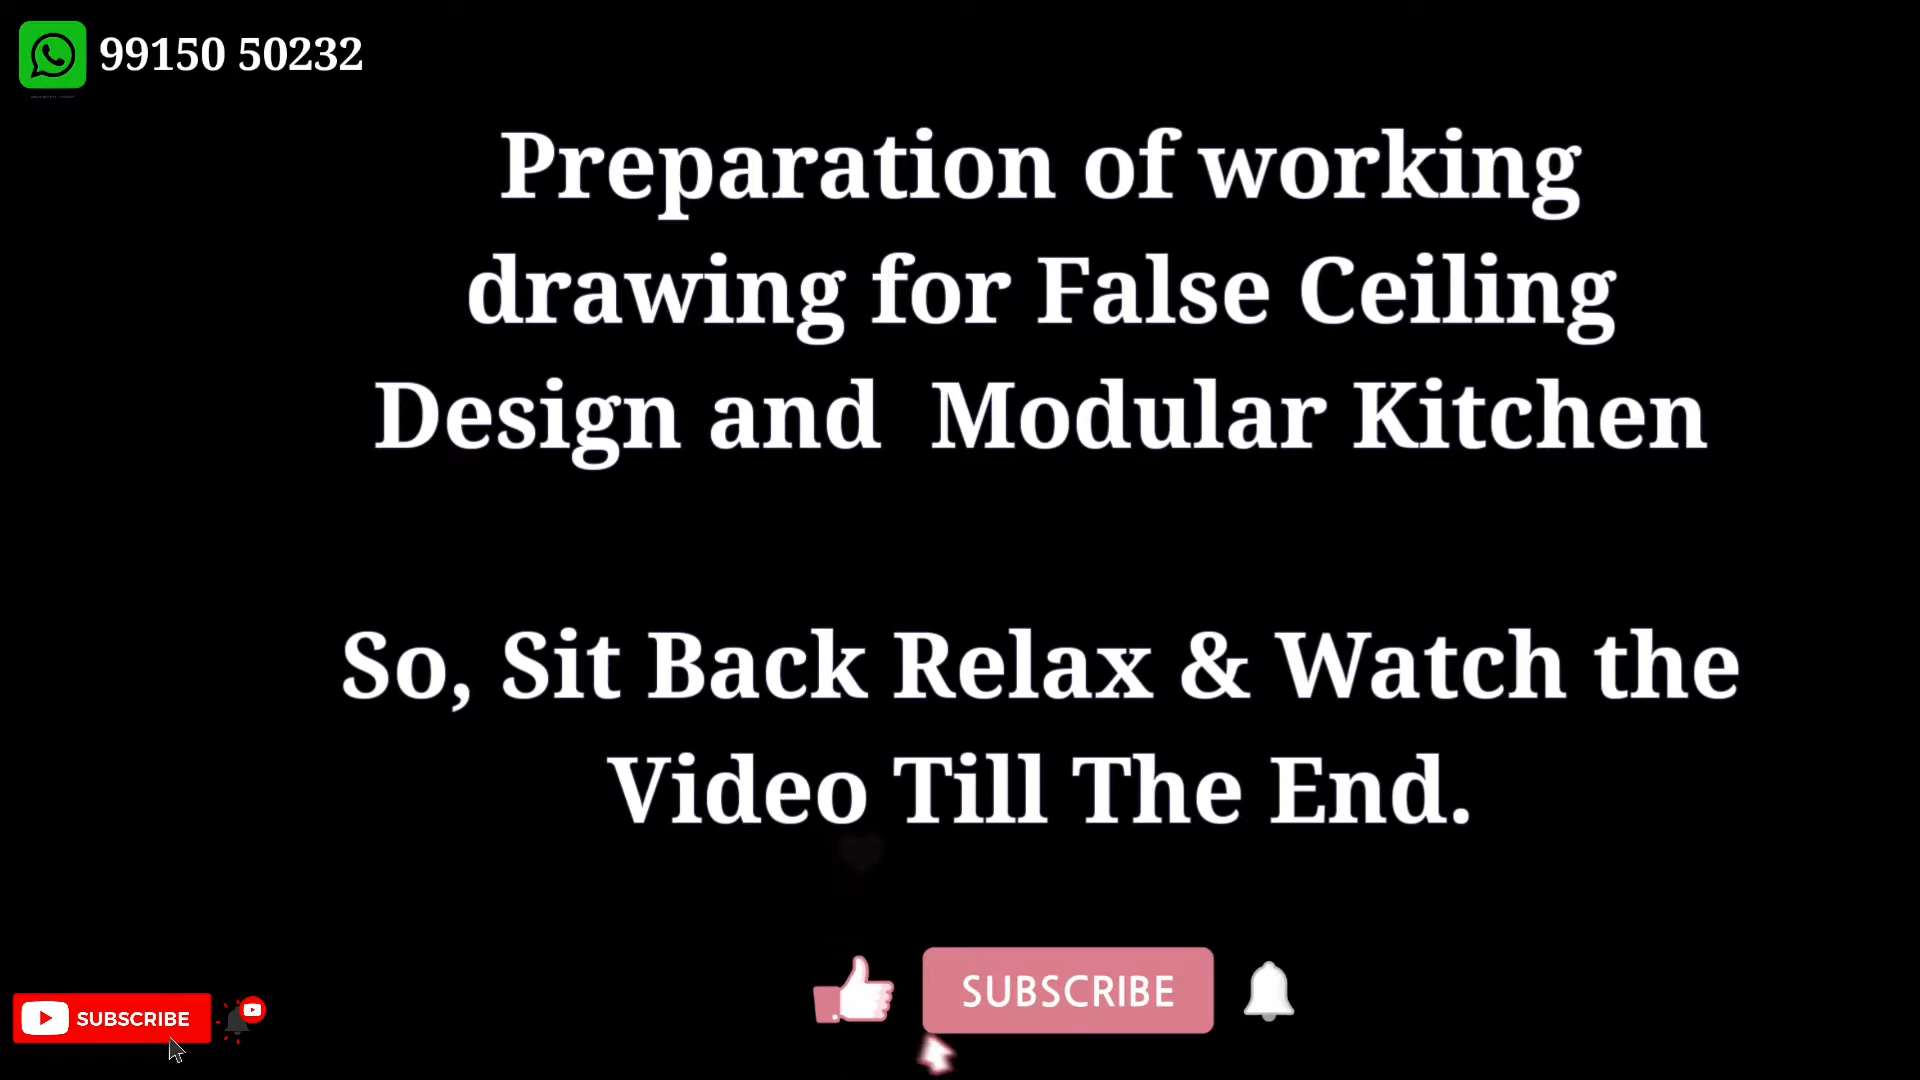 99150 50232
Preparation of working
drawing for False Ceiling
Design and Modular Kitchen
So, Sit Back Relax & Watch the
Video Till The End.
SUBSCRIBE
SUBSCRIBE